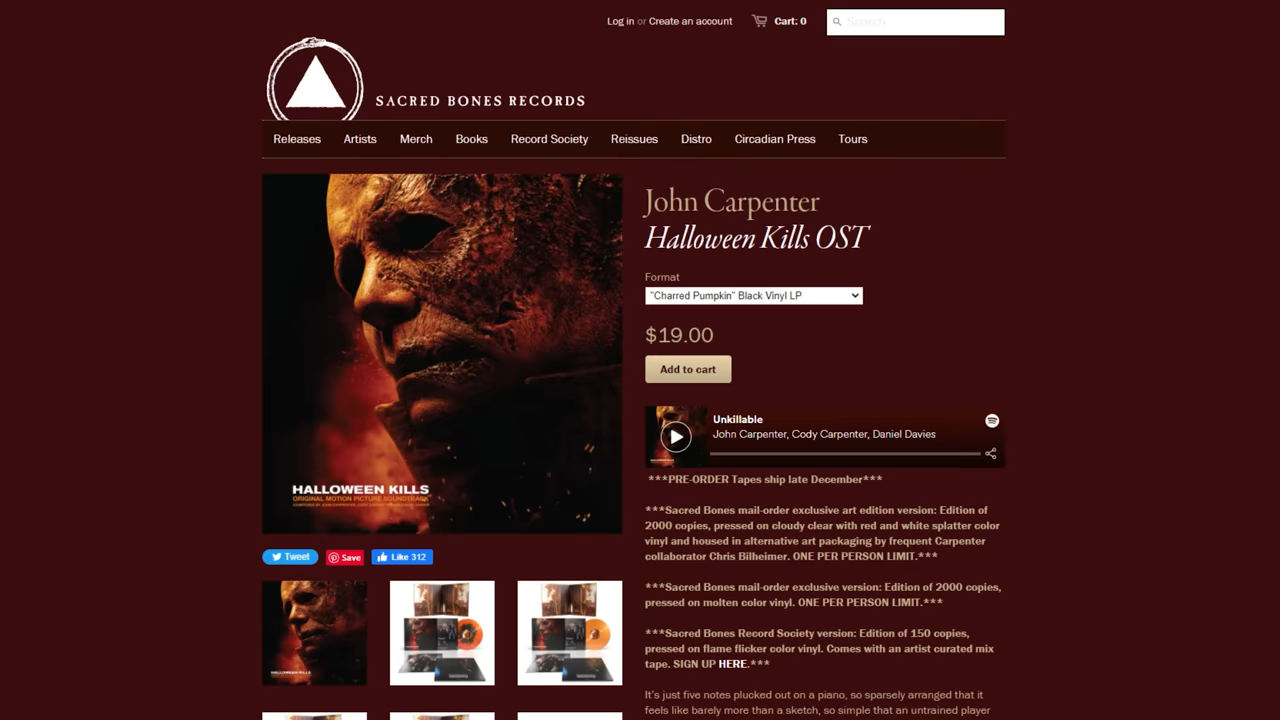 Log in or Create an account
Cart: 0
Search
SACRED BONES RECORDS
Releases Artists Merch Books Record Society Reissues Distro Circadian Press Tours
John Carpenter
Halloween Kills OST
Format
"Charred Pumpkin" Black Vinyl LP
$19.00
Add to cart
Unkillable
John Carpenter, Cody Carpenter, Daniel Davies
HALLOWEEN KILLS
ORIGINAL MOTION PICTURE SOUNDTRACK
***PRE-ORDER Tapes ship late December***
***Sacred Bones mail-order exclusive art edition version: Edition of
2000 copies, pressed on cloudy clear with red and white splatter color
vinyl and housed in alternative art packaging by frequent Carpenter
collaborator Chris Bilheimer. ONE PER PERSON LIMIT.***
***Sacred Bones mail-order exclusive version: Edition of 2000 copies,
pressed on molten color vinyl. ONE PER PERSON LIMIT.***
***Sacred Bones Record Society version: Edition of 150 copies,
pressed on flame flicker color vinyl. Comes with an artist curated mix
tape. SIGN UP HERE.***
It's just five notes plucked out on a piano, so sparsely arranged that it
feels like barely more than a sketch, so simple that an untrained player
Tweet
Save
Like 312
HALLOWEEN KILLS